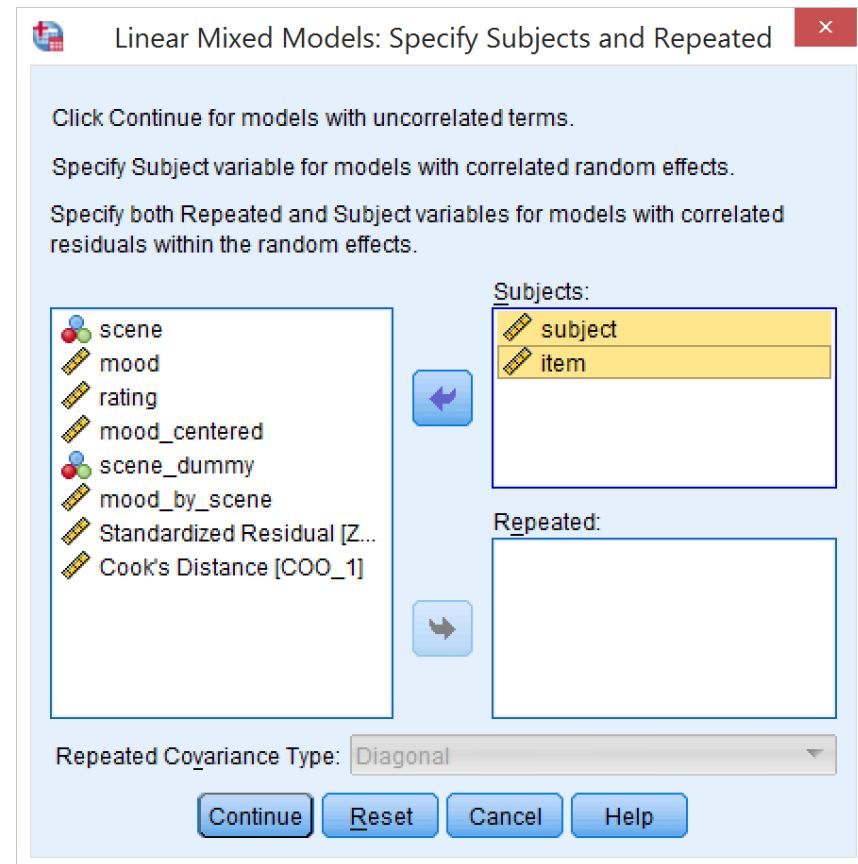 Linear Mixed Models: Specify Subjects and Repeated
Click Continue for models with uncorrelated terms.
Specify Subject variable for models with correlated random effects.
Specify both Repeated and Subject variables for models with correlated
residuals within the random effects.
scene
mood
rating
mood_centered
scene_dummy
mood_by_scene
Standardized Residual [Z...
Cook's Distance [COO_1]
Subjects:
subject
item
Repeated:
Repeated Covariance Type: Diagonal
Continue Reset Cancel Help